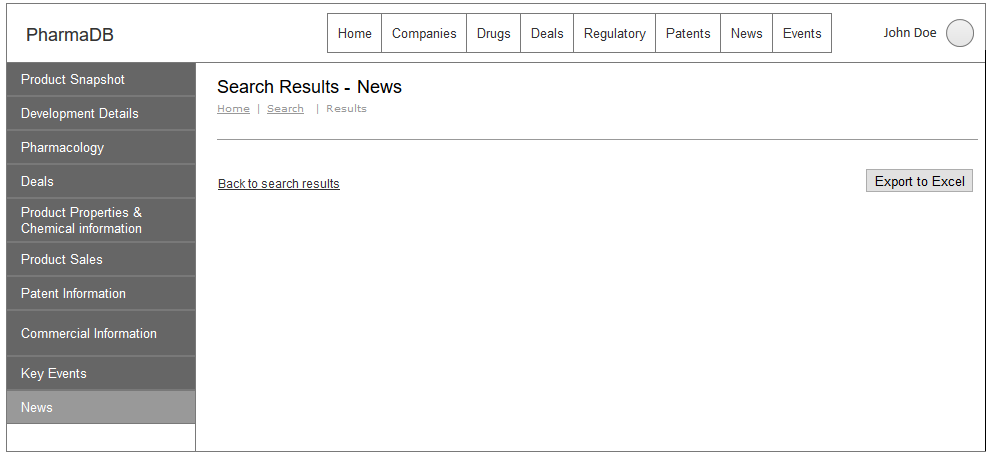 PharmaDB
Home Companies Drugs Deals Regulatory Patents News Events
John Doe
Product Snapshot
Development Details
Pharmacology
Deals
Product Properties &
Chemical information
Product Sales
Patent Information
Commercial Information
Key Events
News
Search Results - News
Home | Search | Results
Back to search results
Export to Excel